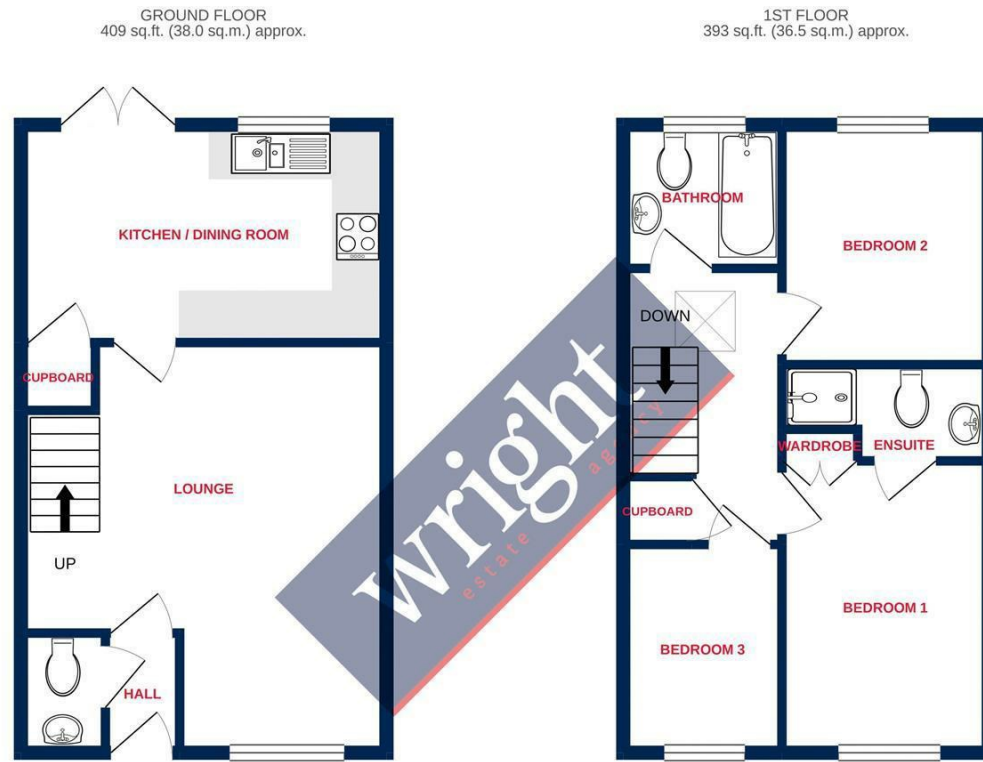 GROUND FLOOR
409 sq.ft. (38.0 sq.m.) approx.
KITCHEN / DINING ROOM
CUPBOARD
LOUNGE
UP
HALL
1ST FLOOR
393 sq.ft. (36.5 sq.m.) approx.
BATHROOM
BEDROOM 2
DOWN
WARDROBE
ENSUITE
CUPBOARD
BEDROOM 1
BEDROOM 3
wright
estate agency